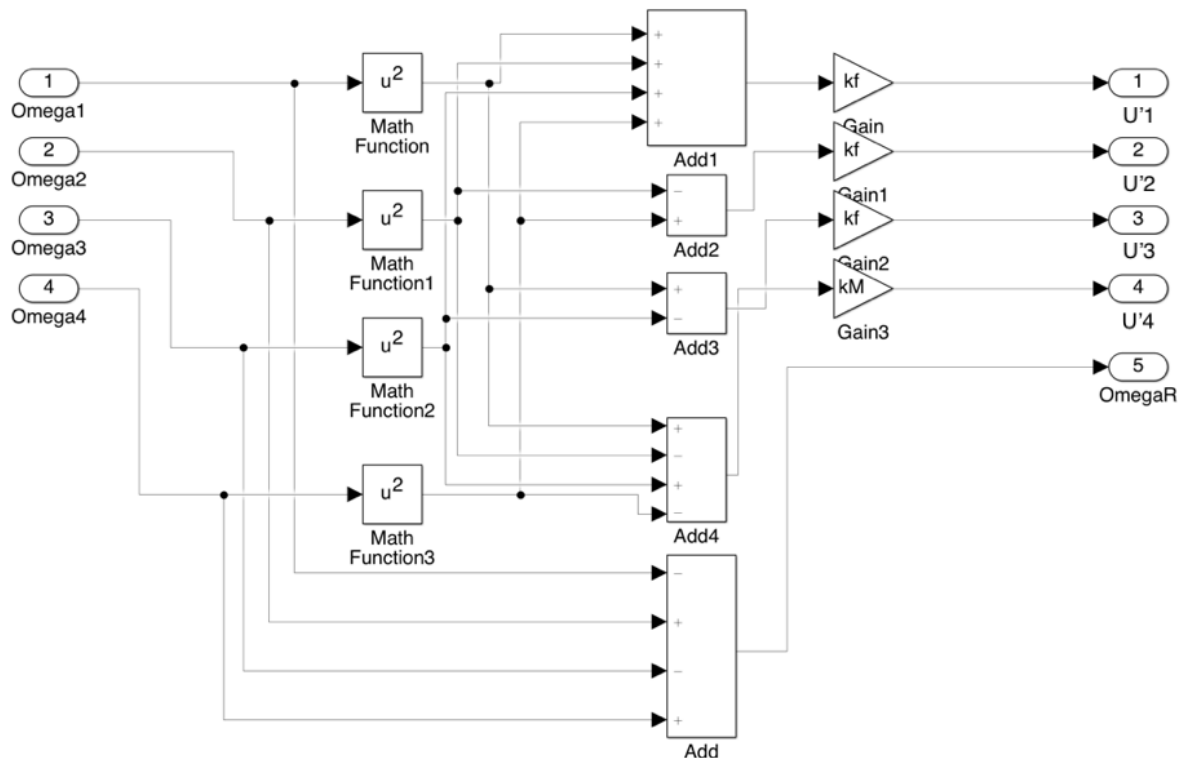 1
Omega1
2
Omega2
3
Omega3
4
Omega4
u2
Math
Function
u2
Math
Function1
u2
Math
Function2
u2
Math
Function3
+
+
+
+
Add1
−
+
Add2
+
−
Add3
+
−
+
−
Add4
−
+
−
+
Add
kf
Gain
kf
Gain1
kf
Gain2
kM
Gain3
1
U'1
2
U'2
3
U'3
4
U'4
5
OmegaR